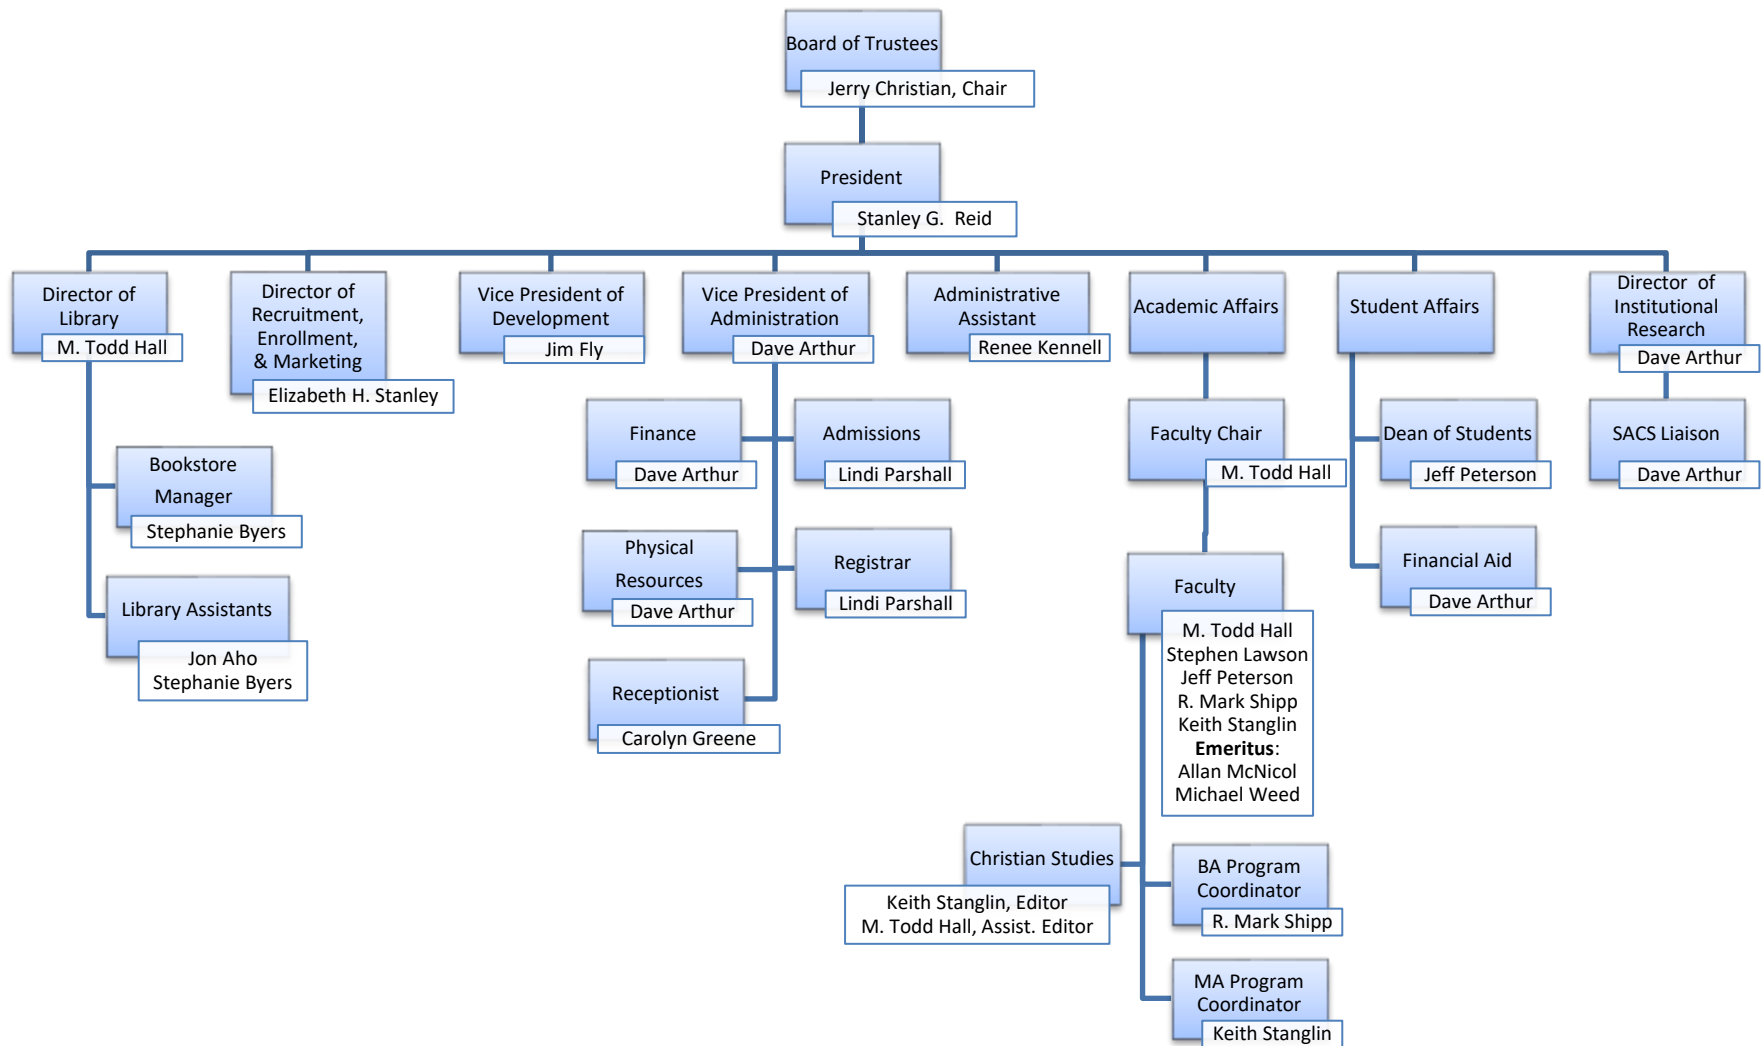 Board of Trustees
Jerry Christian, Chair
President
Stanley G. Reid
Director of
Library
M. Todd Hall
Director of
Recruitment,
Enrollment,
& Marketing
Elizabeth H. Stanley
Vice President of
Development
Jim Fly
Vice President of
Administration
Dave Arthur
Administrative
Assistant
Renee Kennell
Academic Affairs
Student Affairs
Director of
Institutional
Research
Dave Arthur
Bookstore
Manager
Stephanie Byers
Library Assistants
Jon Aho
Stephanie Byers
Finance
Dave Arthur
Admissions
Lindi Parshall
Physical
Resources
Dave Arthur
Registrar
Lindi Parshall
Receptionist
Carolyn Greene
Faculty Chair
M. Todd Hall
Faculty
M. Todd Hall
Stephen Lawson
Jeff Peterson
R. Mark Shipp
Keith Stanglin
Emeritus:
Allan McNicol
Michael Weed
Christian Studies
Keith Stanglin, Editor
M. Todd Hall, Assist. Editor
BA Program
Coordinator
R. Mark Shipp
MA Program
Coordinator
Keith Stanglin
Dean of Students
Jeff Peterson
Financial Aid
Dave Arthur
SACS Liaison
Dave Arthur